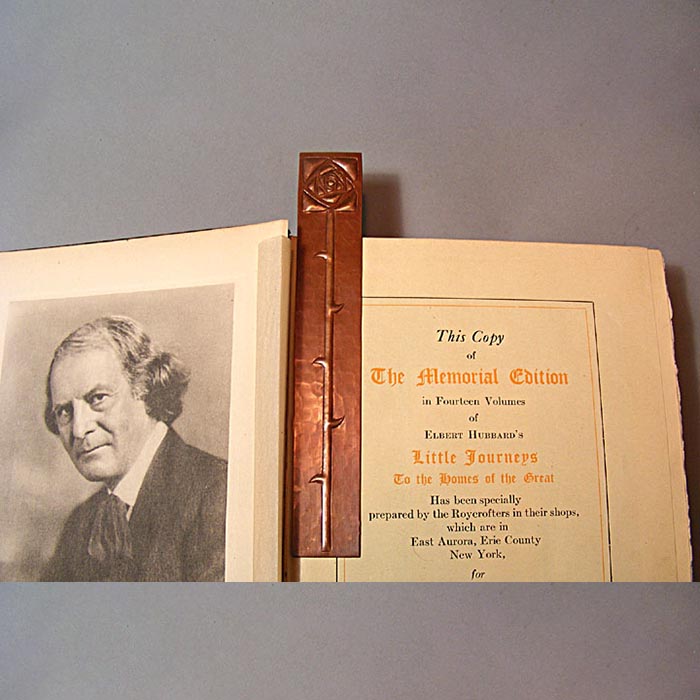 This Copy
of
The Memorial Edition
in Fourteen Volumes
of
Elbert Hubbard's
Little Journeys
To the Homes of the Great
Has been specially
prepared by the Roycrofters in their shops,
which are in
East Aurora, Erie County
New York,
for